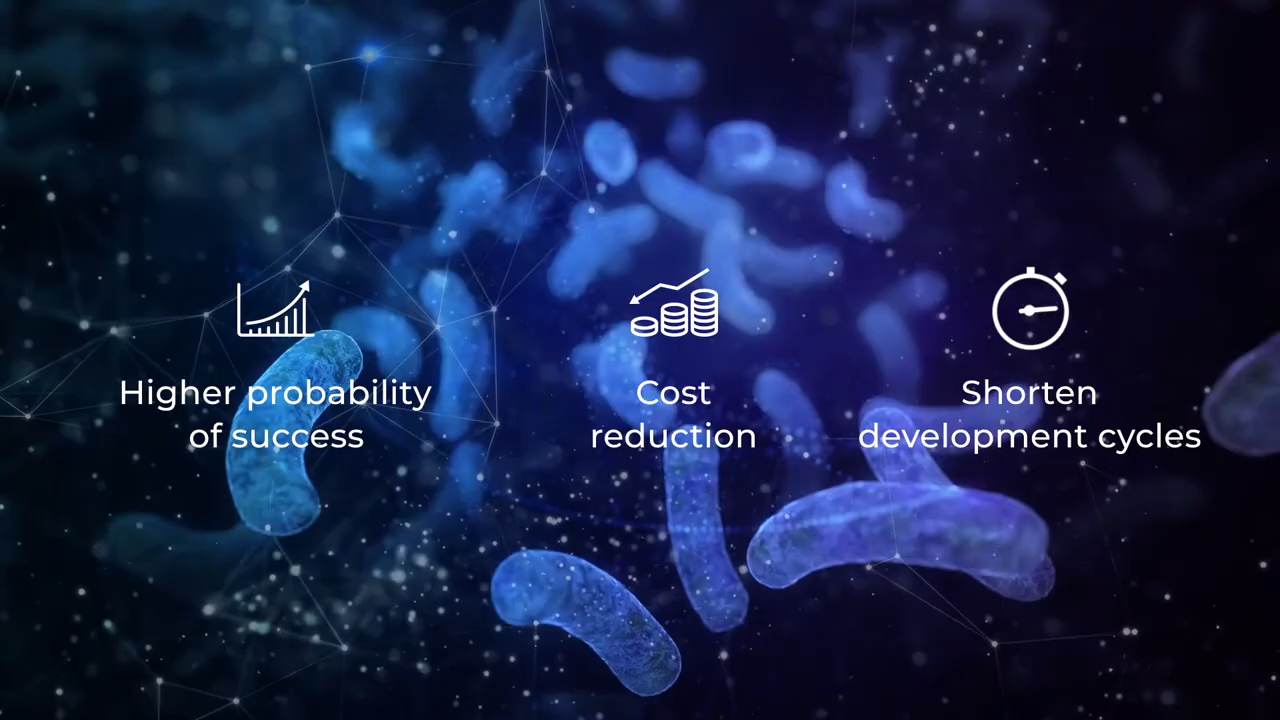 Higher probability
of success
Cost
reduction
Shorten
development cycles